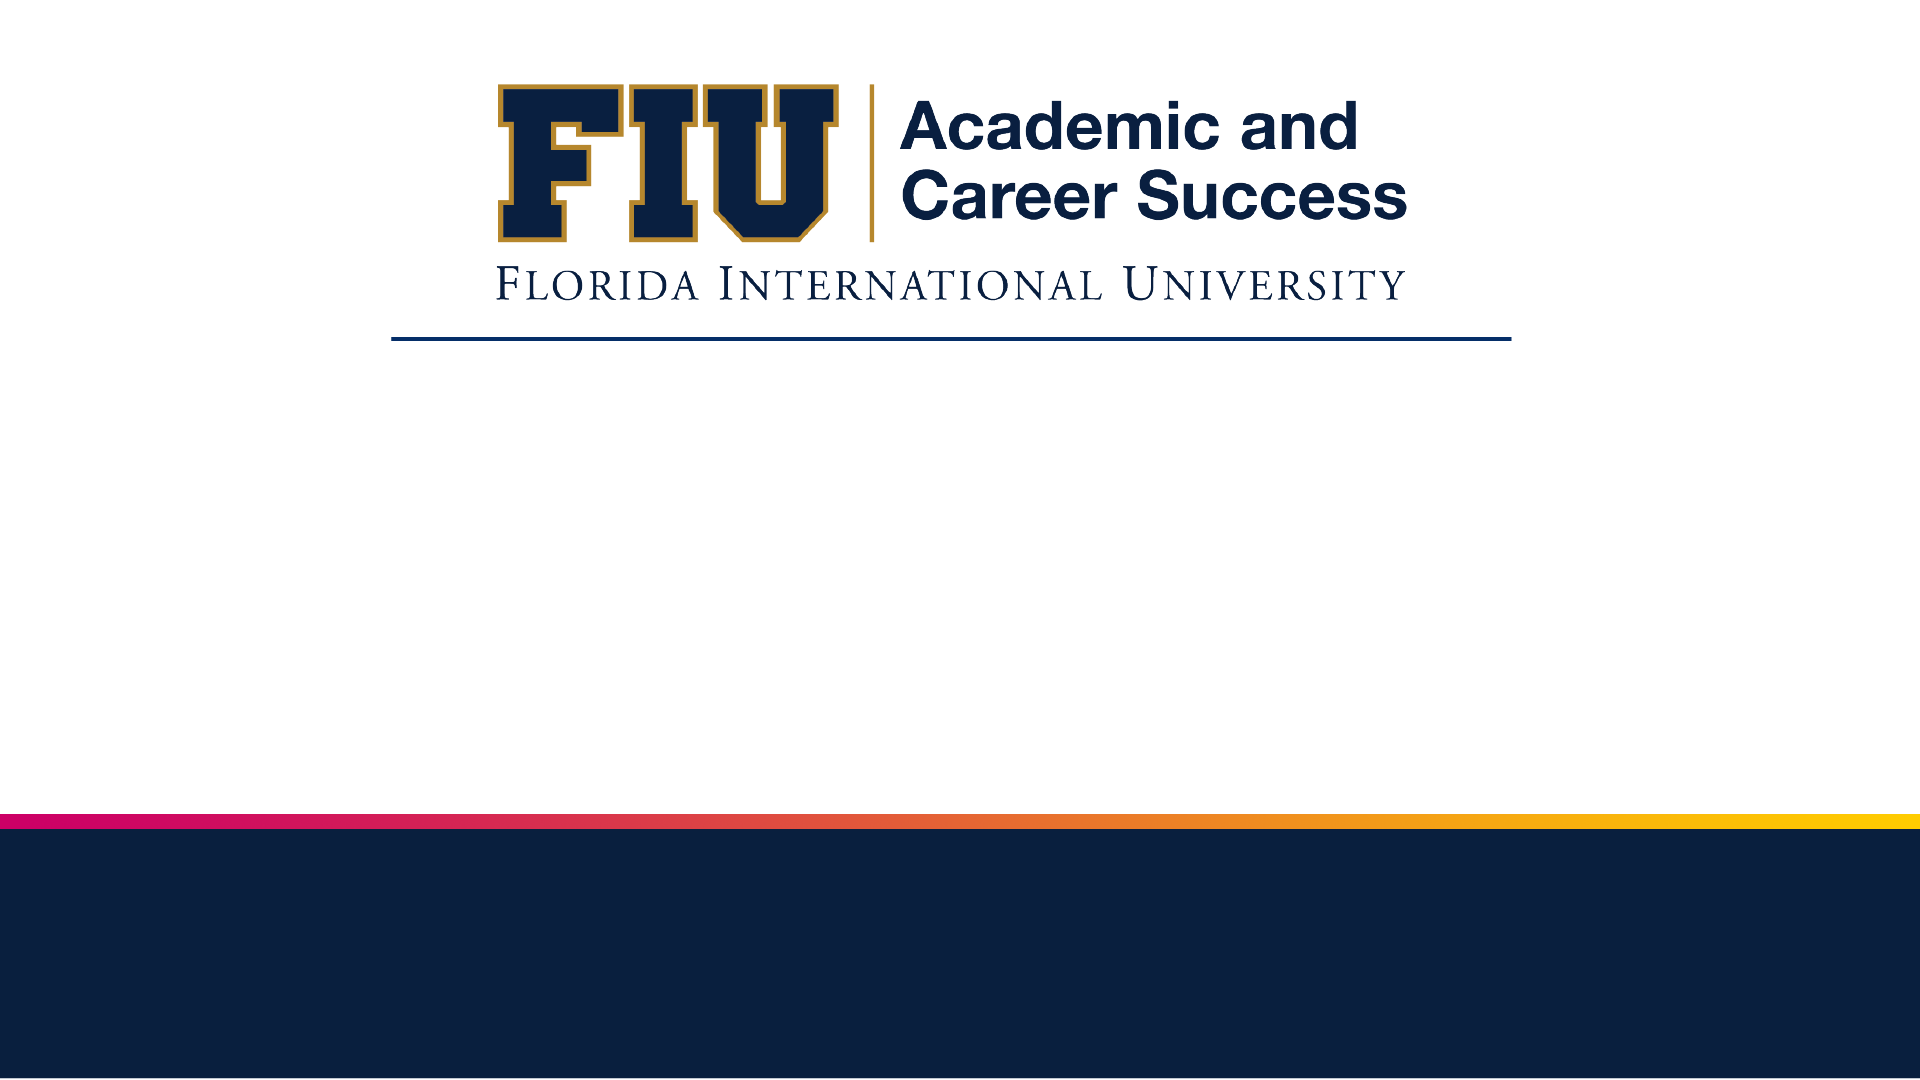 FIU
Academic and
Career Success
FLORIDA INTERNATIONAL UNIVERSITY